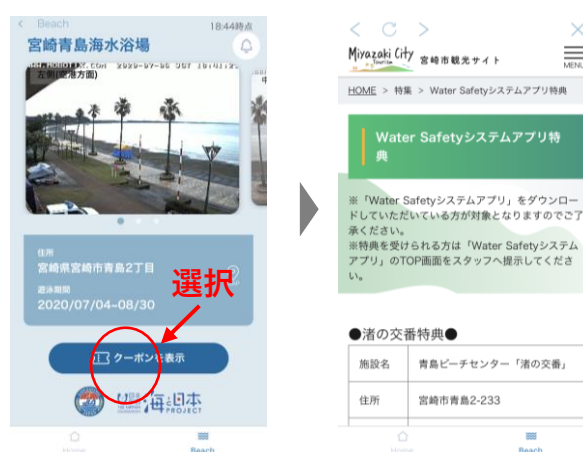 Beach
18:44時点
宮崎青島海水浴場
左側(空港方面)
住所
宮崎県宮崎市青島2丁目
遊泳期間
2020/07/04~08/30
選択
クーポンを表示
海と日本
PROJECT
Home
Beach
Miyazaki City
Tourism
宮崎市観光サイト
MENU
HOME > 特集 > Water Safetyシステムアプリ特典
Water Safetyシステムアプリ特
典
※「Water Safetyシステムアプリ」をダウンロー
ドしていただいている方が対象となりますのでご了
承ください。
※特典を受けられる方は「Water Safetyシステム
アプリ」のTOP画面をスタッフへ提示してくださ
い。
●渚の交番特典●
施設名 青島ビーチセンター「渚の交番」
住所 宮崎市青島2-233
Home
Beach